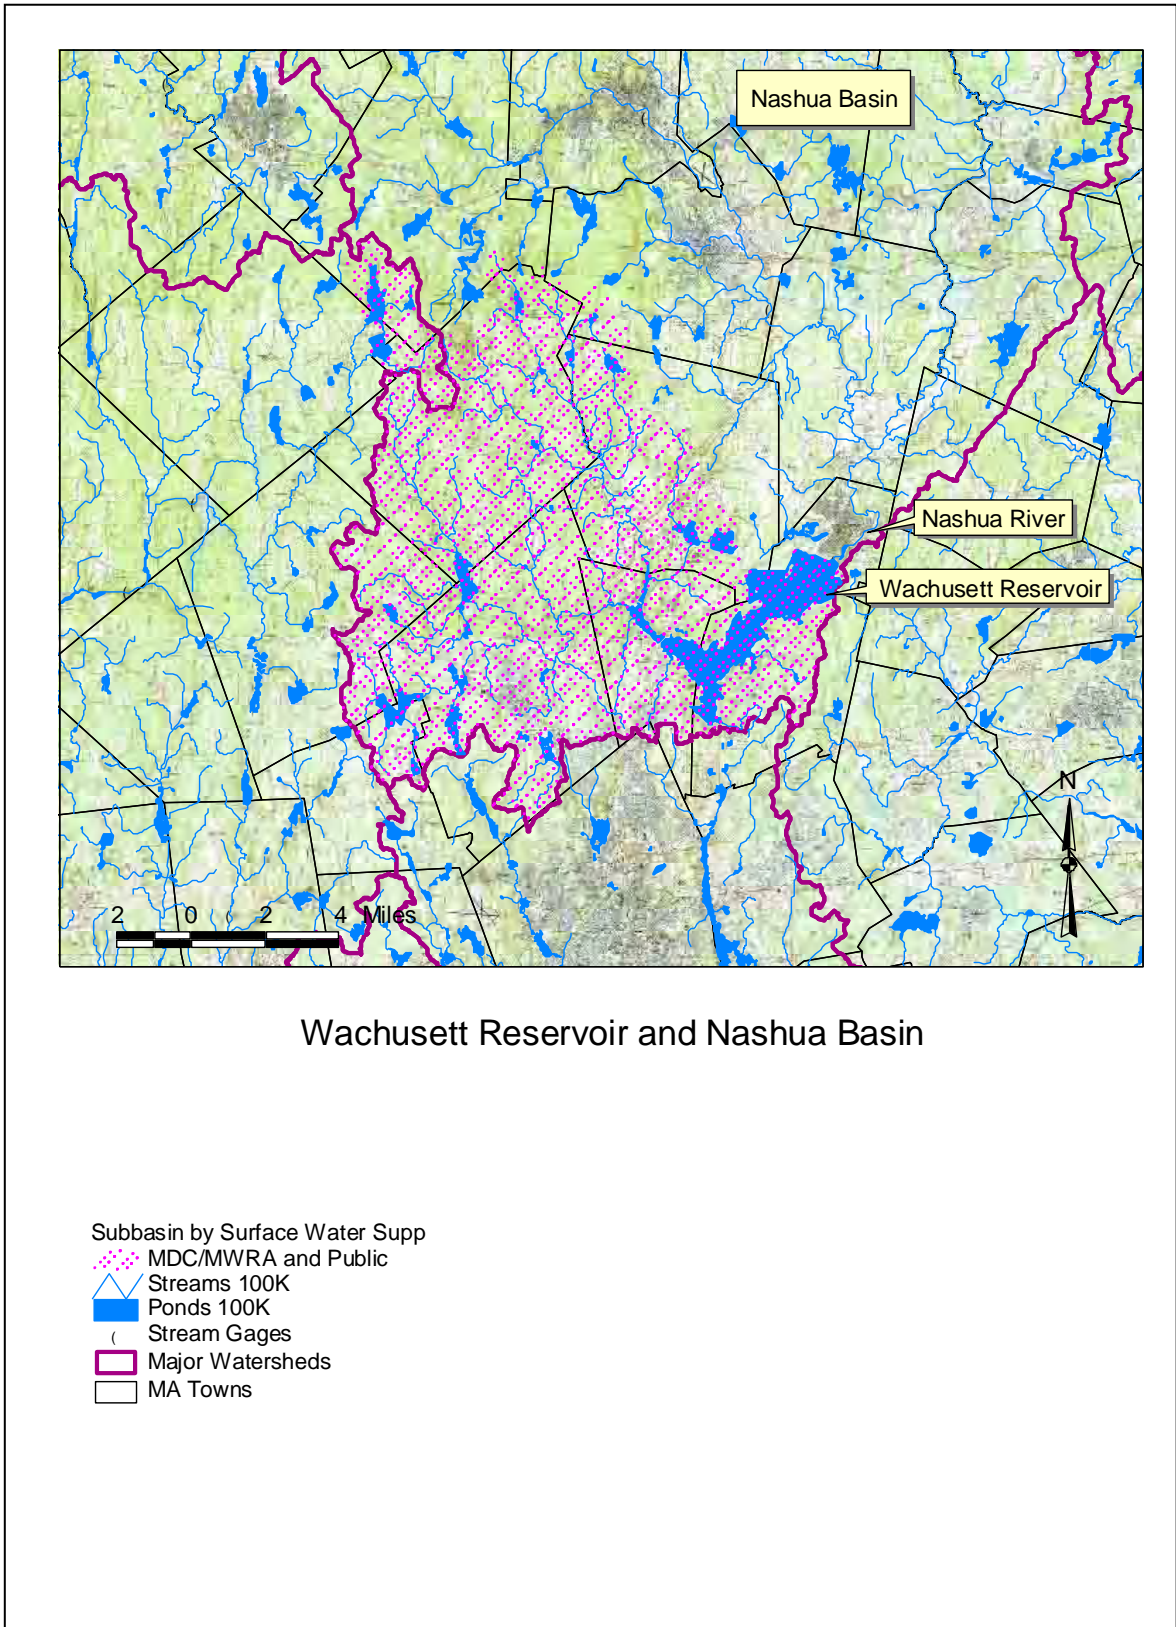 Nashua Basin
Nashua River
Wachusett Reservoir
N
2 0 2 4 Miles
Wachusett Reservoir and Nashua Basin
Subbasin by Surface Water Supp
MDC/MWRA and Public
Streams 100K
Ponds 100K
( Stream Gages
Major Watersheds
MA Towns